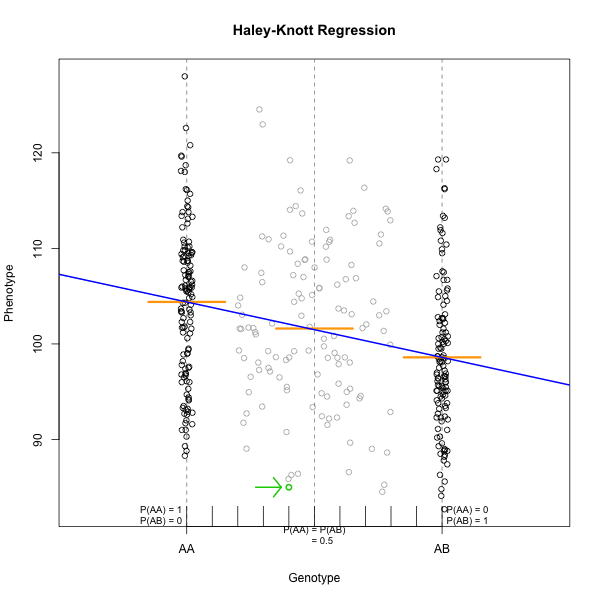 Haley-Knott Regression
Phenotype
120
110
100
90
P(AA) = 1
P(AB) = 0
P(AA) = P(AB)
= 0.5
P(AA) = 0
P(AB) = 1
AA
AB
Genotype